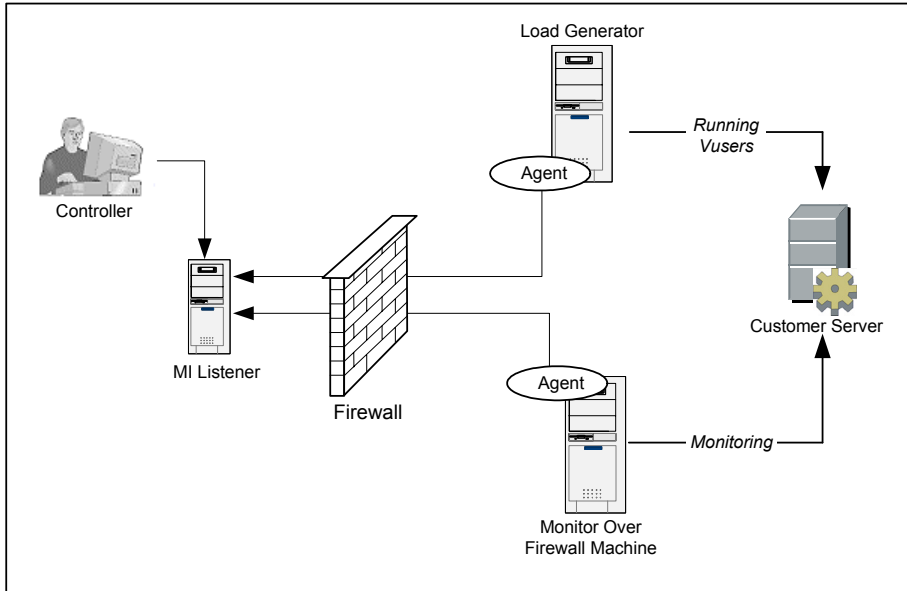 Load Generator
Agent
Running
Vusers
Controller
MI Listener
Firewall
Customer Server
Agent
Monitoring
Monitor Over
Firewall Machine